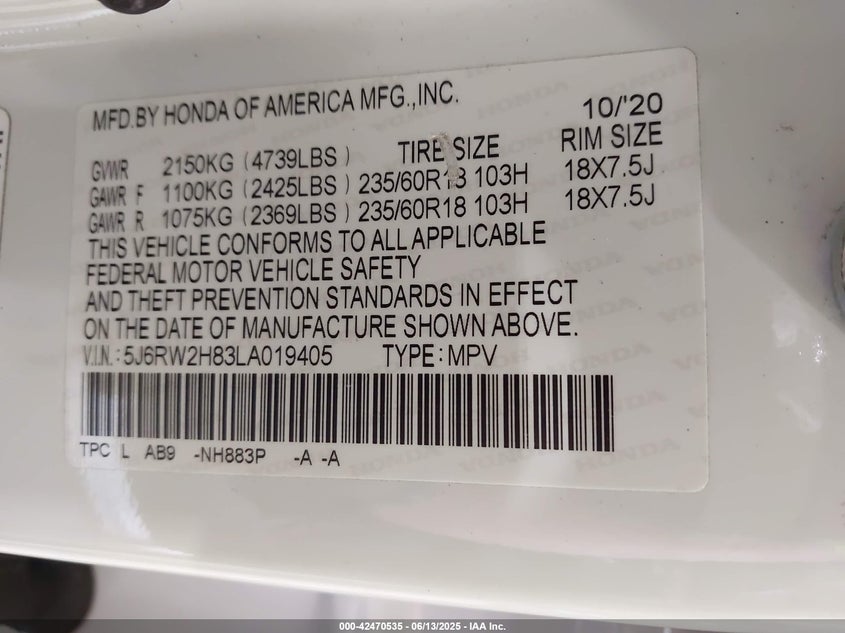 MFD.BY HONDA OF AMERICA MFG.,INC. 10/'20
GVWR 2150KG (4739LBS) TIRE SIZE RIM SIZE
GAWR F 1100KG (2425LBS) 235/60R18 103H 18X7.5J
GAWR R 1075KG (2369LBS) 235/60R18 103H 18X7.5J
THIS VEHICLE CONFORMS TO ALL APPLICABLE
FEDERAL MOTOR VEHICLE SAFETY
AND THEFT PREVENTION STANDARDS IN EFFECT
ON THE DATE OF MANUFACTURE SHOWN ABOVE.
V.I.N.: 5J6RW2H83LA019405 TYPE: MPV
TPC L AB9 -NH883P -A -A
000-42470535 - 06/13/2025 - IAA Inc.